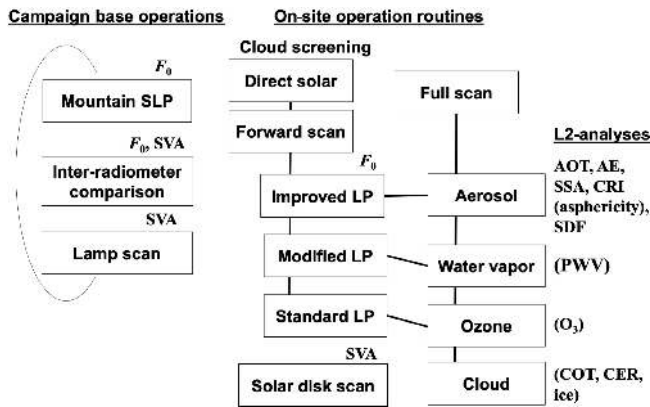 Campaign base operations
On-site operation routines
Cloud screening
F0
Mountain SLP
F0, SVA
Inter-radiometer
comparison
SVA
Lamp scan
Direct solar
Forward scan
F0
Improved LP
Modified LP
Standard LP
SVA
Solar disk scan
Full scan
Aerosol
Water vapor
Ozone
Cloud
L2-analyses
AOT, AE,
SSA, CRI
(asphericity),
SDF
(PWV)
(O3)
(COT, CER,
ice)